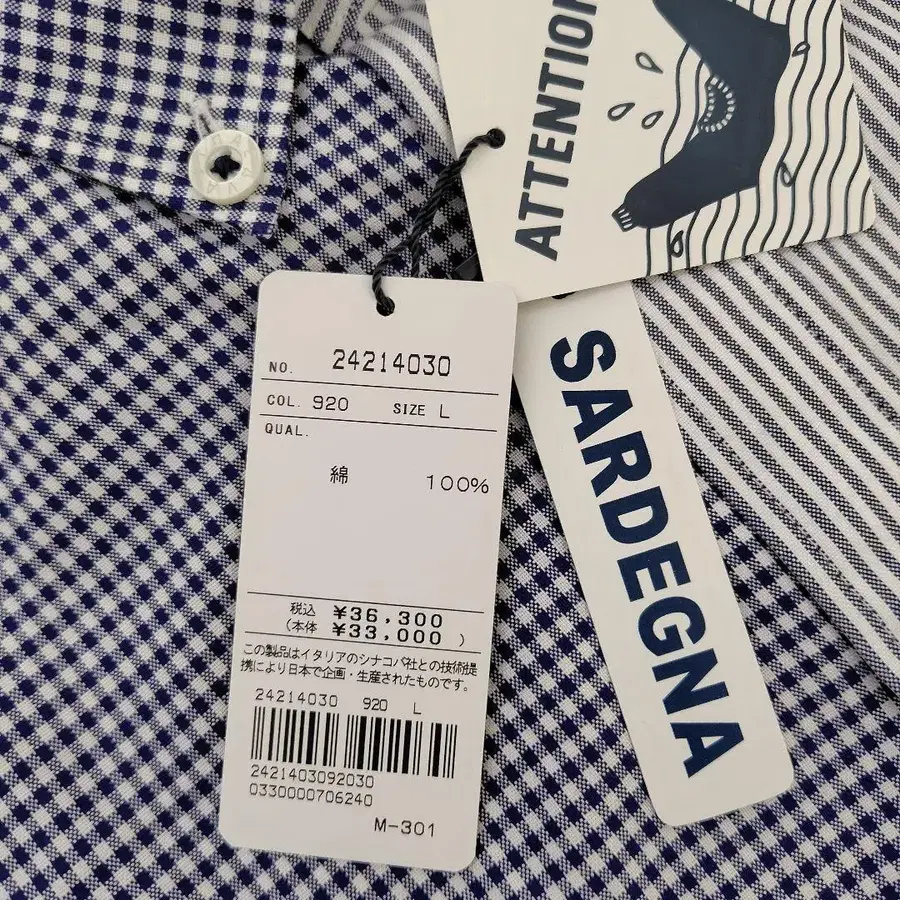 ATTENTION
SARDEGNA
NO. 24214030
COL. 920 SIZE L
QUAL.
綿 100%
税込 ¥36,300
(本体 ¥33,000 )
この製品はイタリアのシナコバ社との技術提
携により日本で企画・生産されたものです。
24214030 920 L
2421403092030
0330000706240
M-301